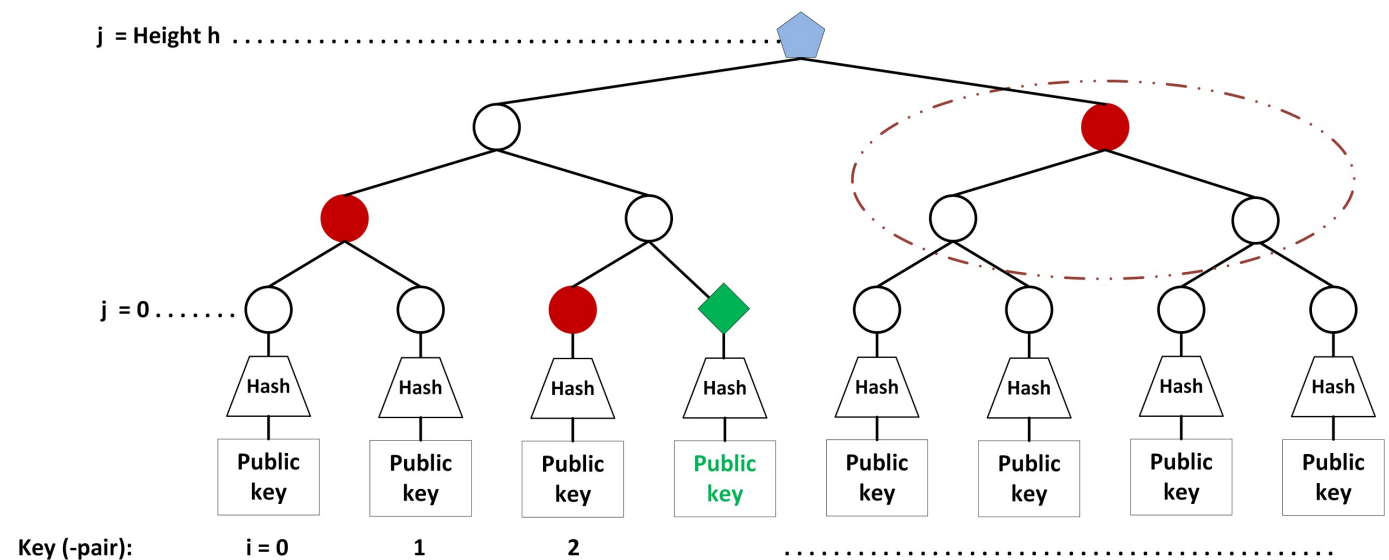 j = Height h ............................................
j = 0 .......
Hash Hash Hash Hash Hash Hash Hash Hash
Public Public Public Public Public Public Public Public
key key key key key key key key
Key (-pair): i = 0 1 2 ............................................